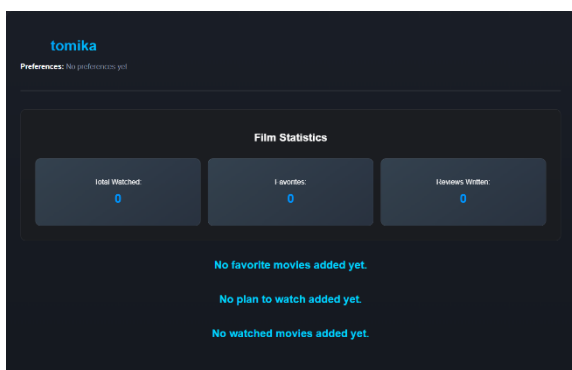 tomika
Preferences: No preferences yet
Film Statistics
Total Watched:
0
Favorites:
0
Reviews Written:
0
No favorite movies added yet.
No plan to watch added yet.
No watched movies added yet.